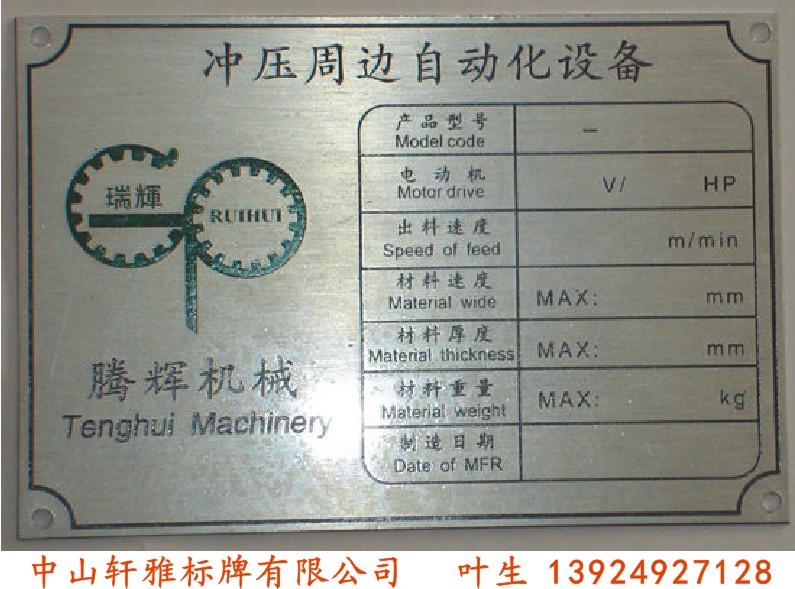 冲压周边自动化设备
瑞輝
RUIHUI
腾辉机械
Tenghui Machinery
产品型号
Model code
–
电动机
Motor drive
V/ HP
出料速度
Speed of feed
m/min
材料速度
Material wide
MAX: mm
材料厚度
Material thickness
MAX: mm
材料重量
Material weight
MAX: kg
制造日期
Date of MFR
中山轩雅标牌有限公司 叶生 13924927128